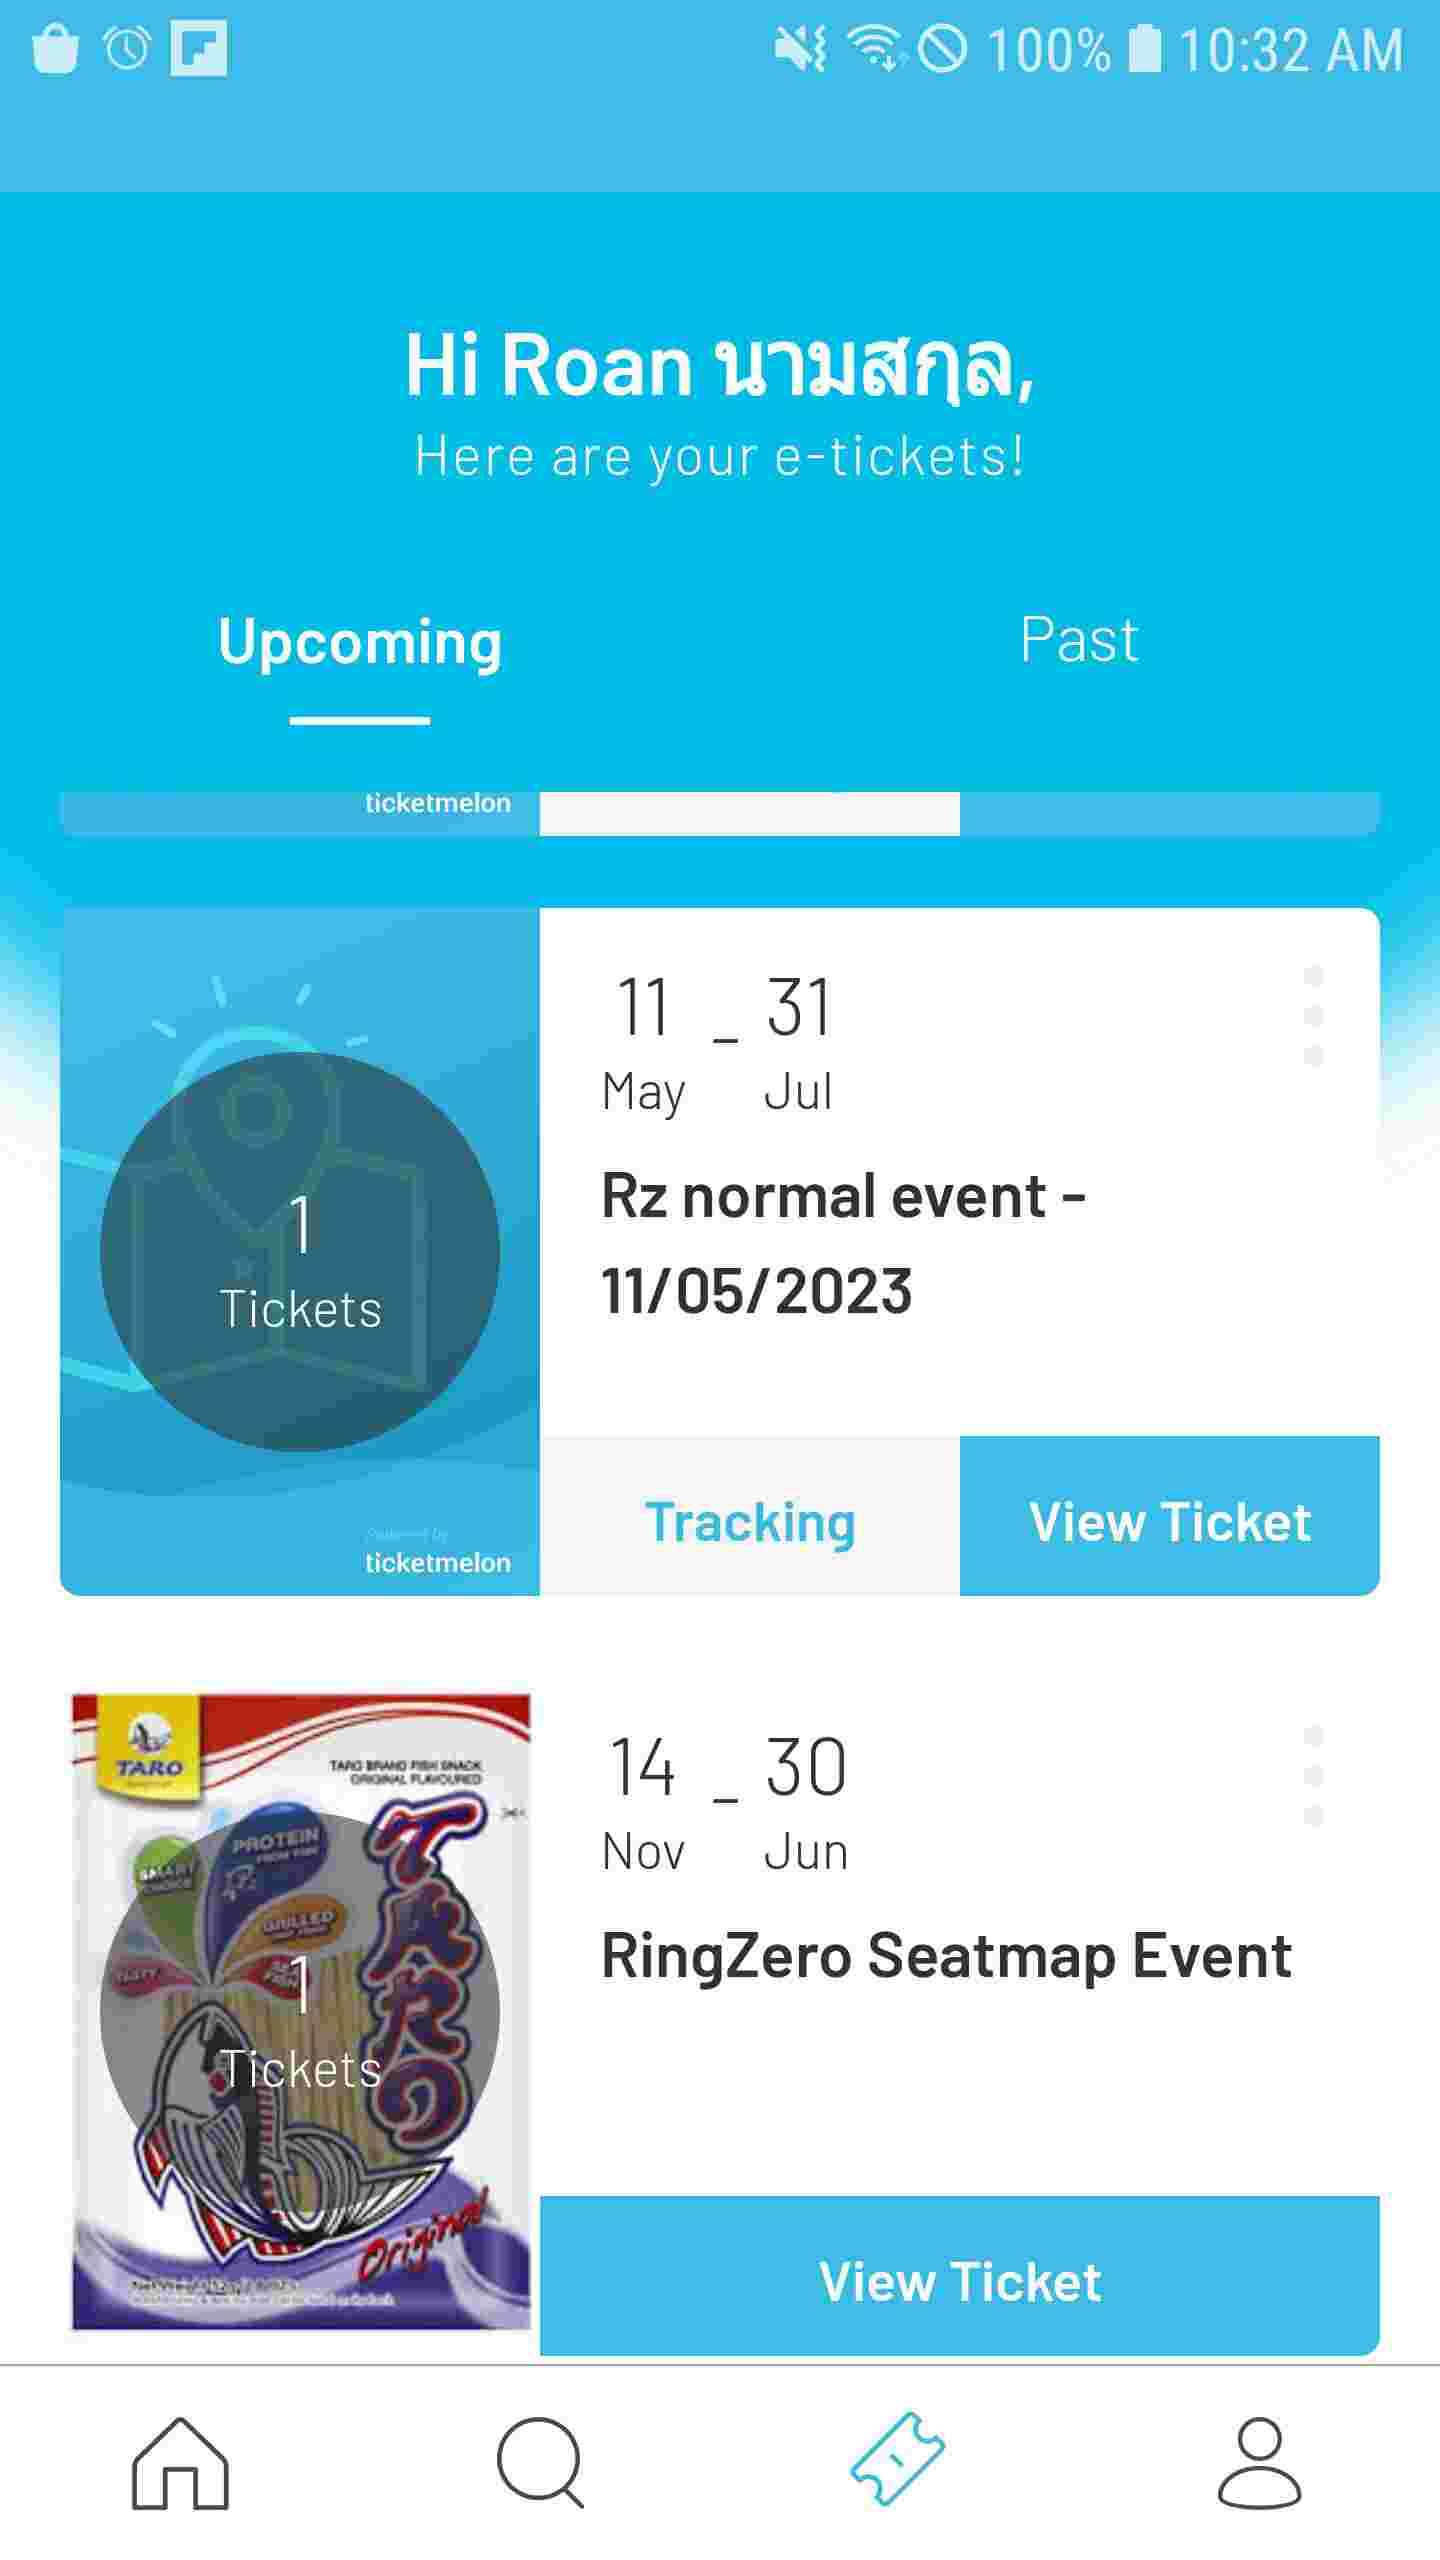 100% 10:32 AM
Hi Roan นามสกุล,
Here are your e-tickets!
Upcoming
Past
ticketmelon
11 _ 31
May Jul
Rz normal event -
11/05/2023
1
Tickets
Tracking
View Ticket
Powered by
ticketmelon
TARO
TARO BRAND FISH SNACK
ORIGINAL FLAVOURED
PROTEIN
FROM FISH
SMART
CHOICE
GRILLED
TASTY
TARO
Original
1
Tickets
14 _ 30
Nov Jun
RingZero Seatmap Event
View Ticket